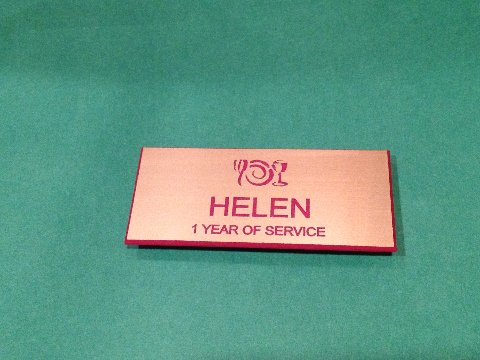 HELEN
1 YEAR OF SERVICE